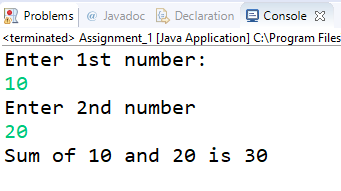 Problems @ Javadoc Declaration Console
<terminated> Assignment_1 [Java Application] C:\Program Files
Enter 1st number:
10
Enter 2nd number
20
Sum of 10 and 20 is 30